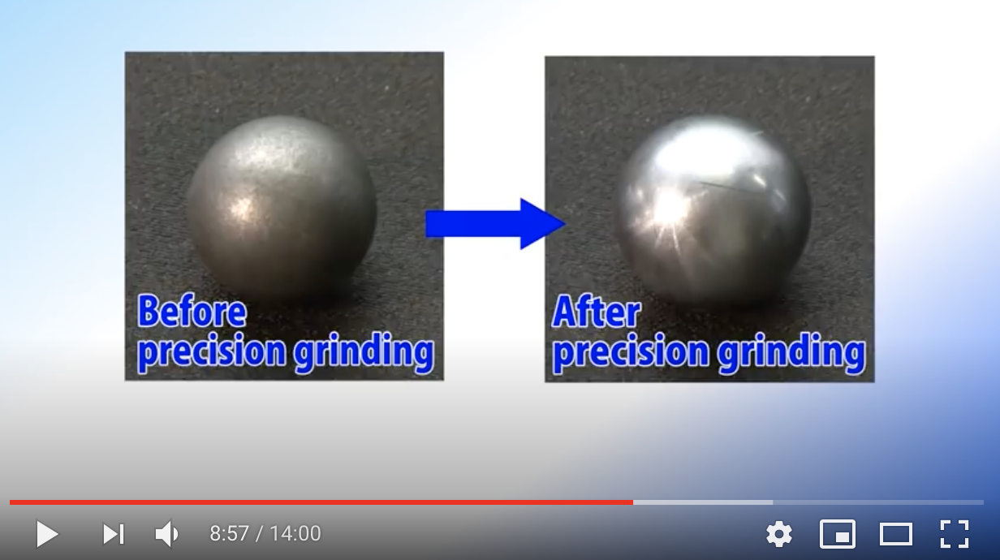 Before
precision grinding
After
precision grinding
8:57 / 14:00